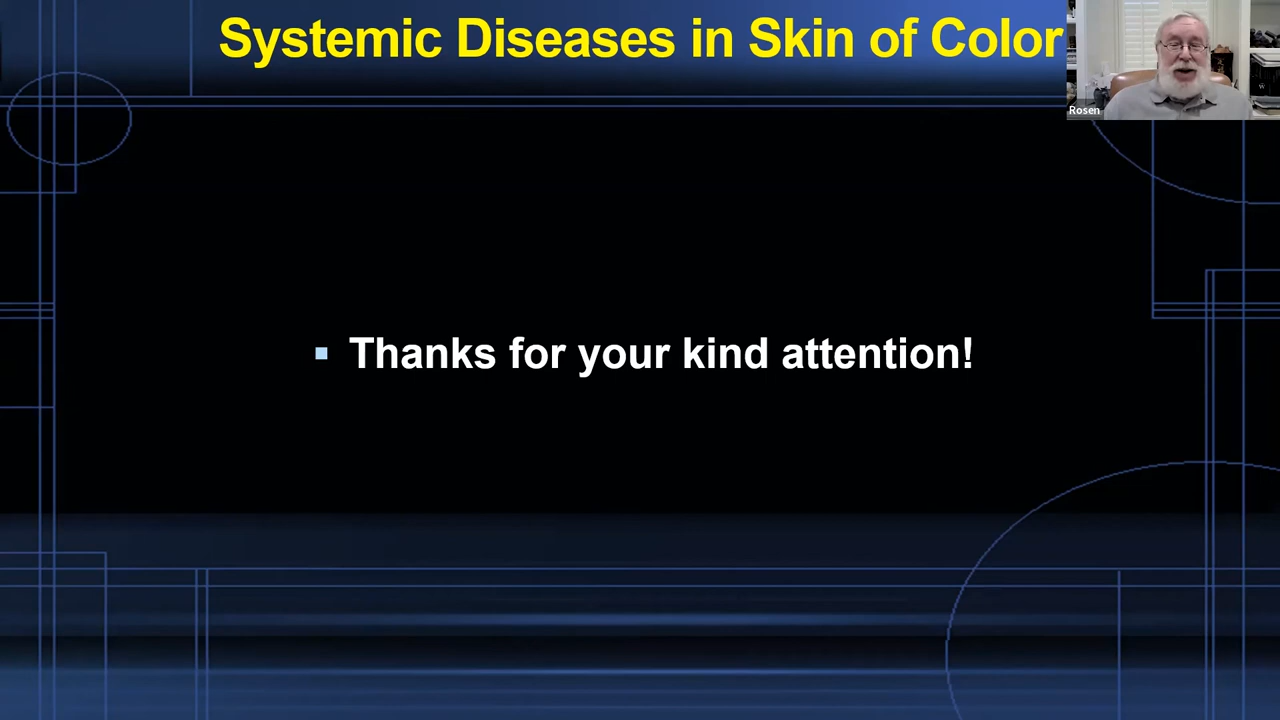 Systemic Diseases in Skin of Color
Rosen
▪ Thanks for your kind attention!